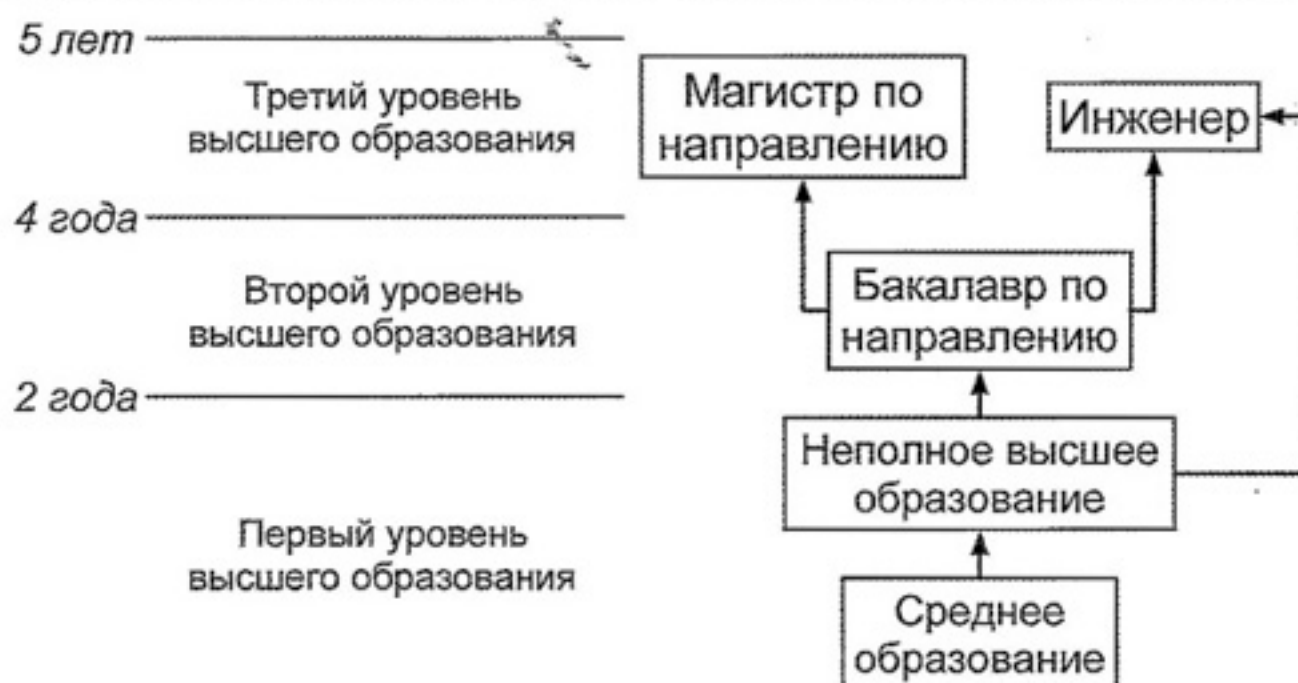 5 лет
Третий уровень
высшего образования
Магистр по
направлению
Инженер
4 года
Второй уровень
высшего образования
Бакалавр по
направлению
2 года
Неполное высшее
образование
Первый уровень
высшего образования
Среднее
образование